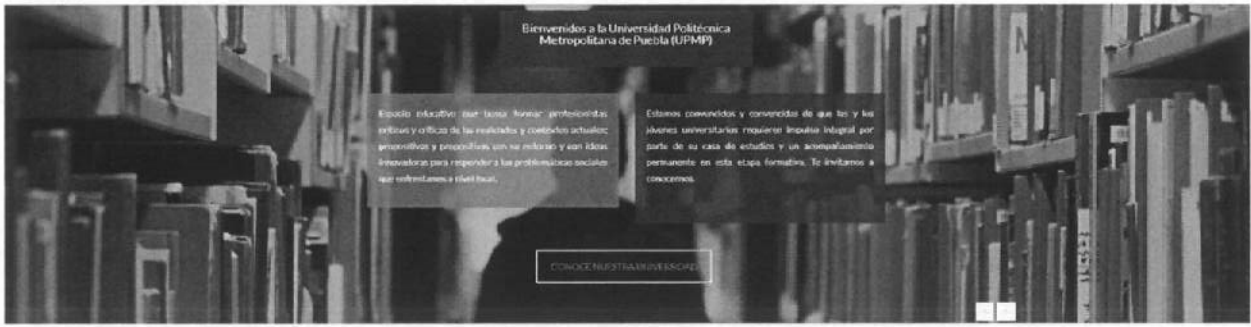 Bienvenidos a la Universidad Politécnica
Metropolitana de Puebla (UPMP)
Espacio educativo que busca formar profesionistas
críticos y críticas de las realidades y contextos actuales;
propositivos y propositivas con su entorno y con ideas
innovadoras para responder a las problemáticas sociales
que enfrentamos a nivel local.
Estamos convencidos y convencidas de que las y los
jóvenes universitarios requieren impulso integral por
parte de su casa de estudios y un acompañamiento
permanente en esta etapa formativa. Te invitamos a
conocernos.
CONOCE NUESTRA UNIVERSIDAD